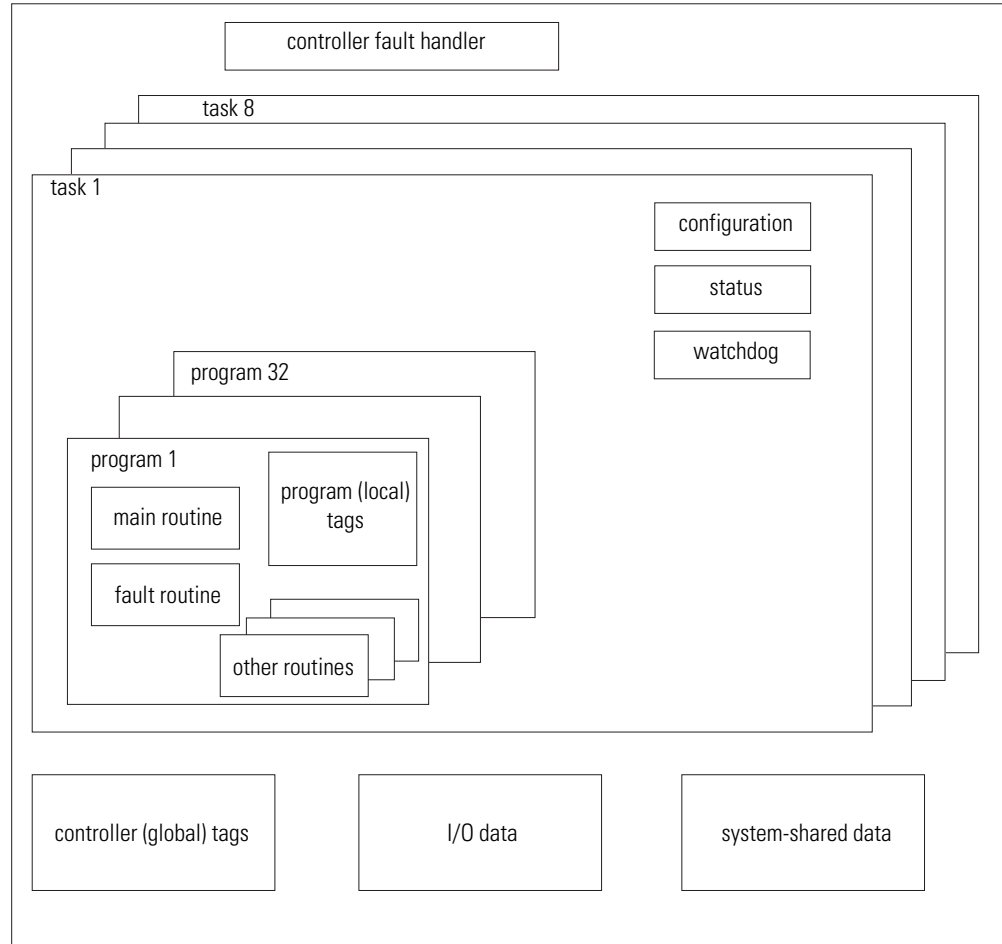 controller fault handler
task 8
task 1
configuration
status
watchdog
program 32
program 1
program (local)
tags
main routine
fault routine
other routines
controller (global) tags
I/O data
system-shared data